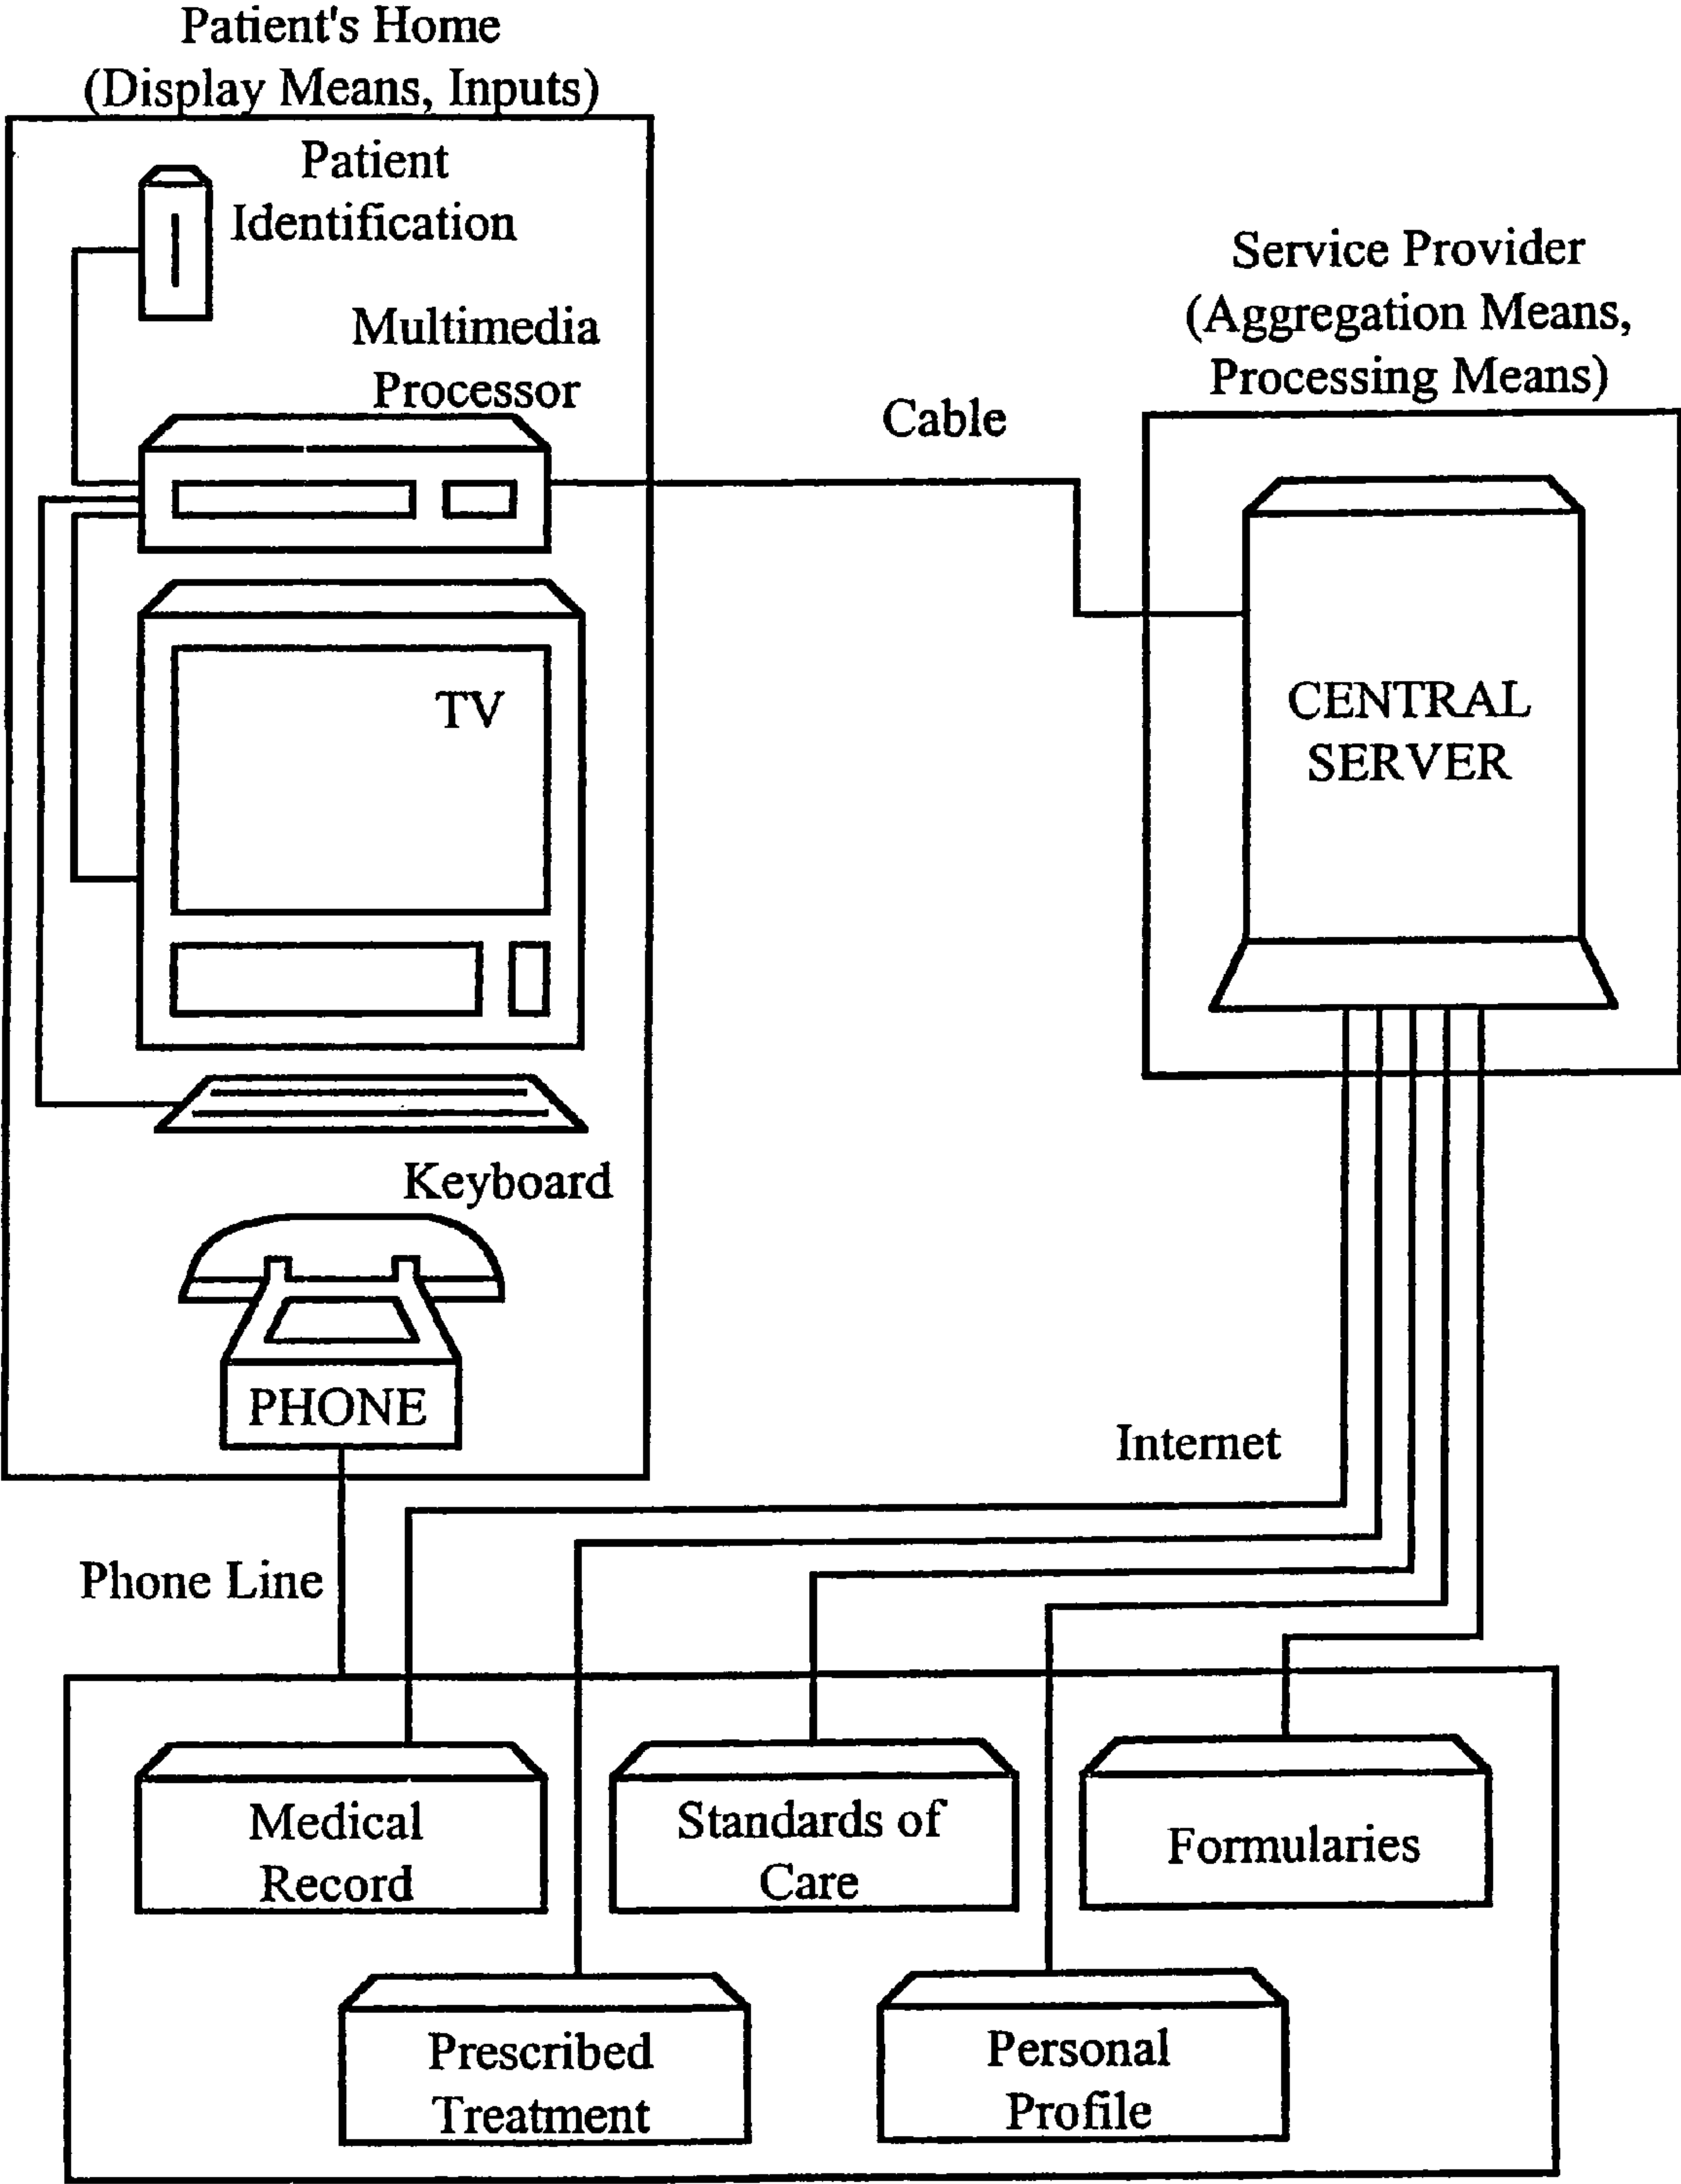 Patient's Home
(Display Means, Inputs)
Patient
Identification
Multimedia
Processor
TV
Keyboard
PHONE
Phone Line
Cable
Service Provider
(Aggregation Means,
Processing Means)
CENTRAL
SERVER
Internet
Medical
Record
Standards of
Care
Formularies
Prescribed
Treatment
Personal
Profile